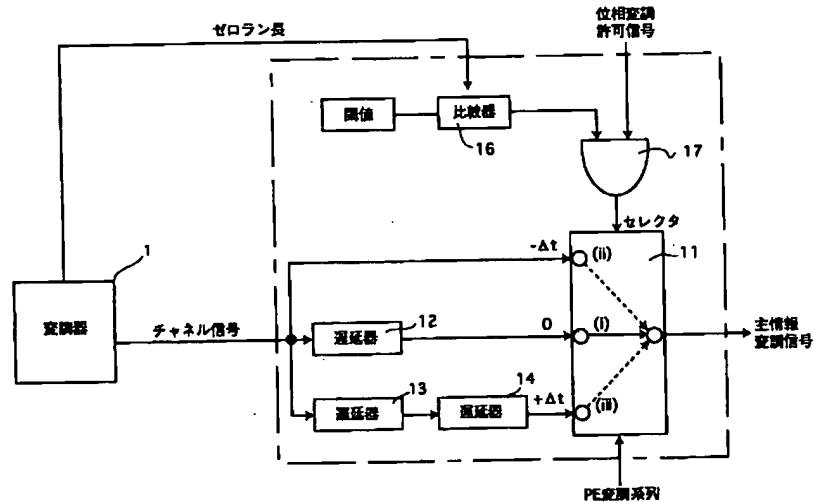 ゼロラン長
位相変調
許可信号
閾値
比較器
16
17
セレクタ
1
-Δt
(ii)
11
変調器
チャネル信号
12
遅延器
0
(i)
主情報
変調信号
13
14
遅延器
遅延器
+Δt
(iii)
PE変調系列